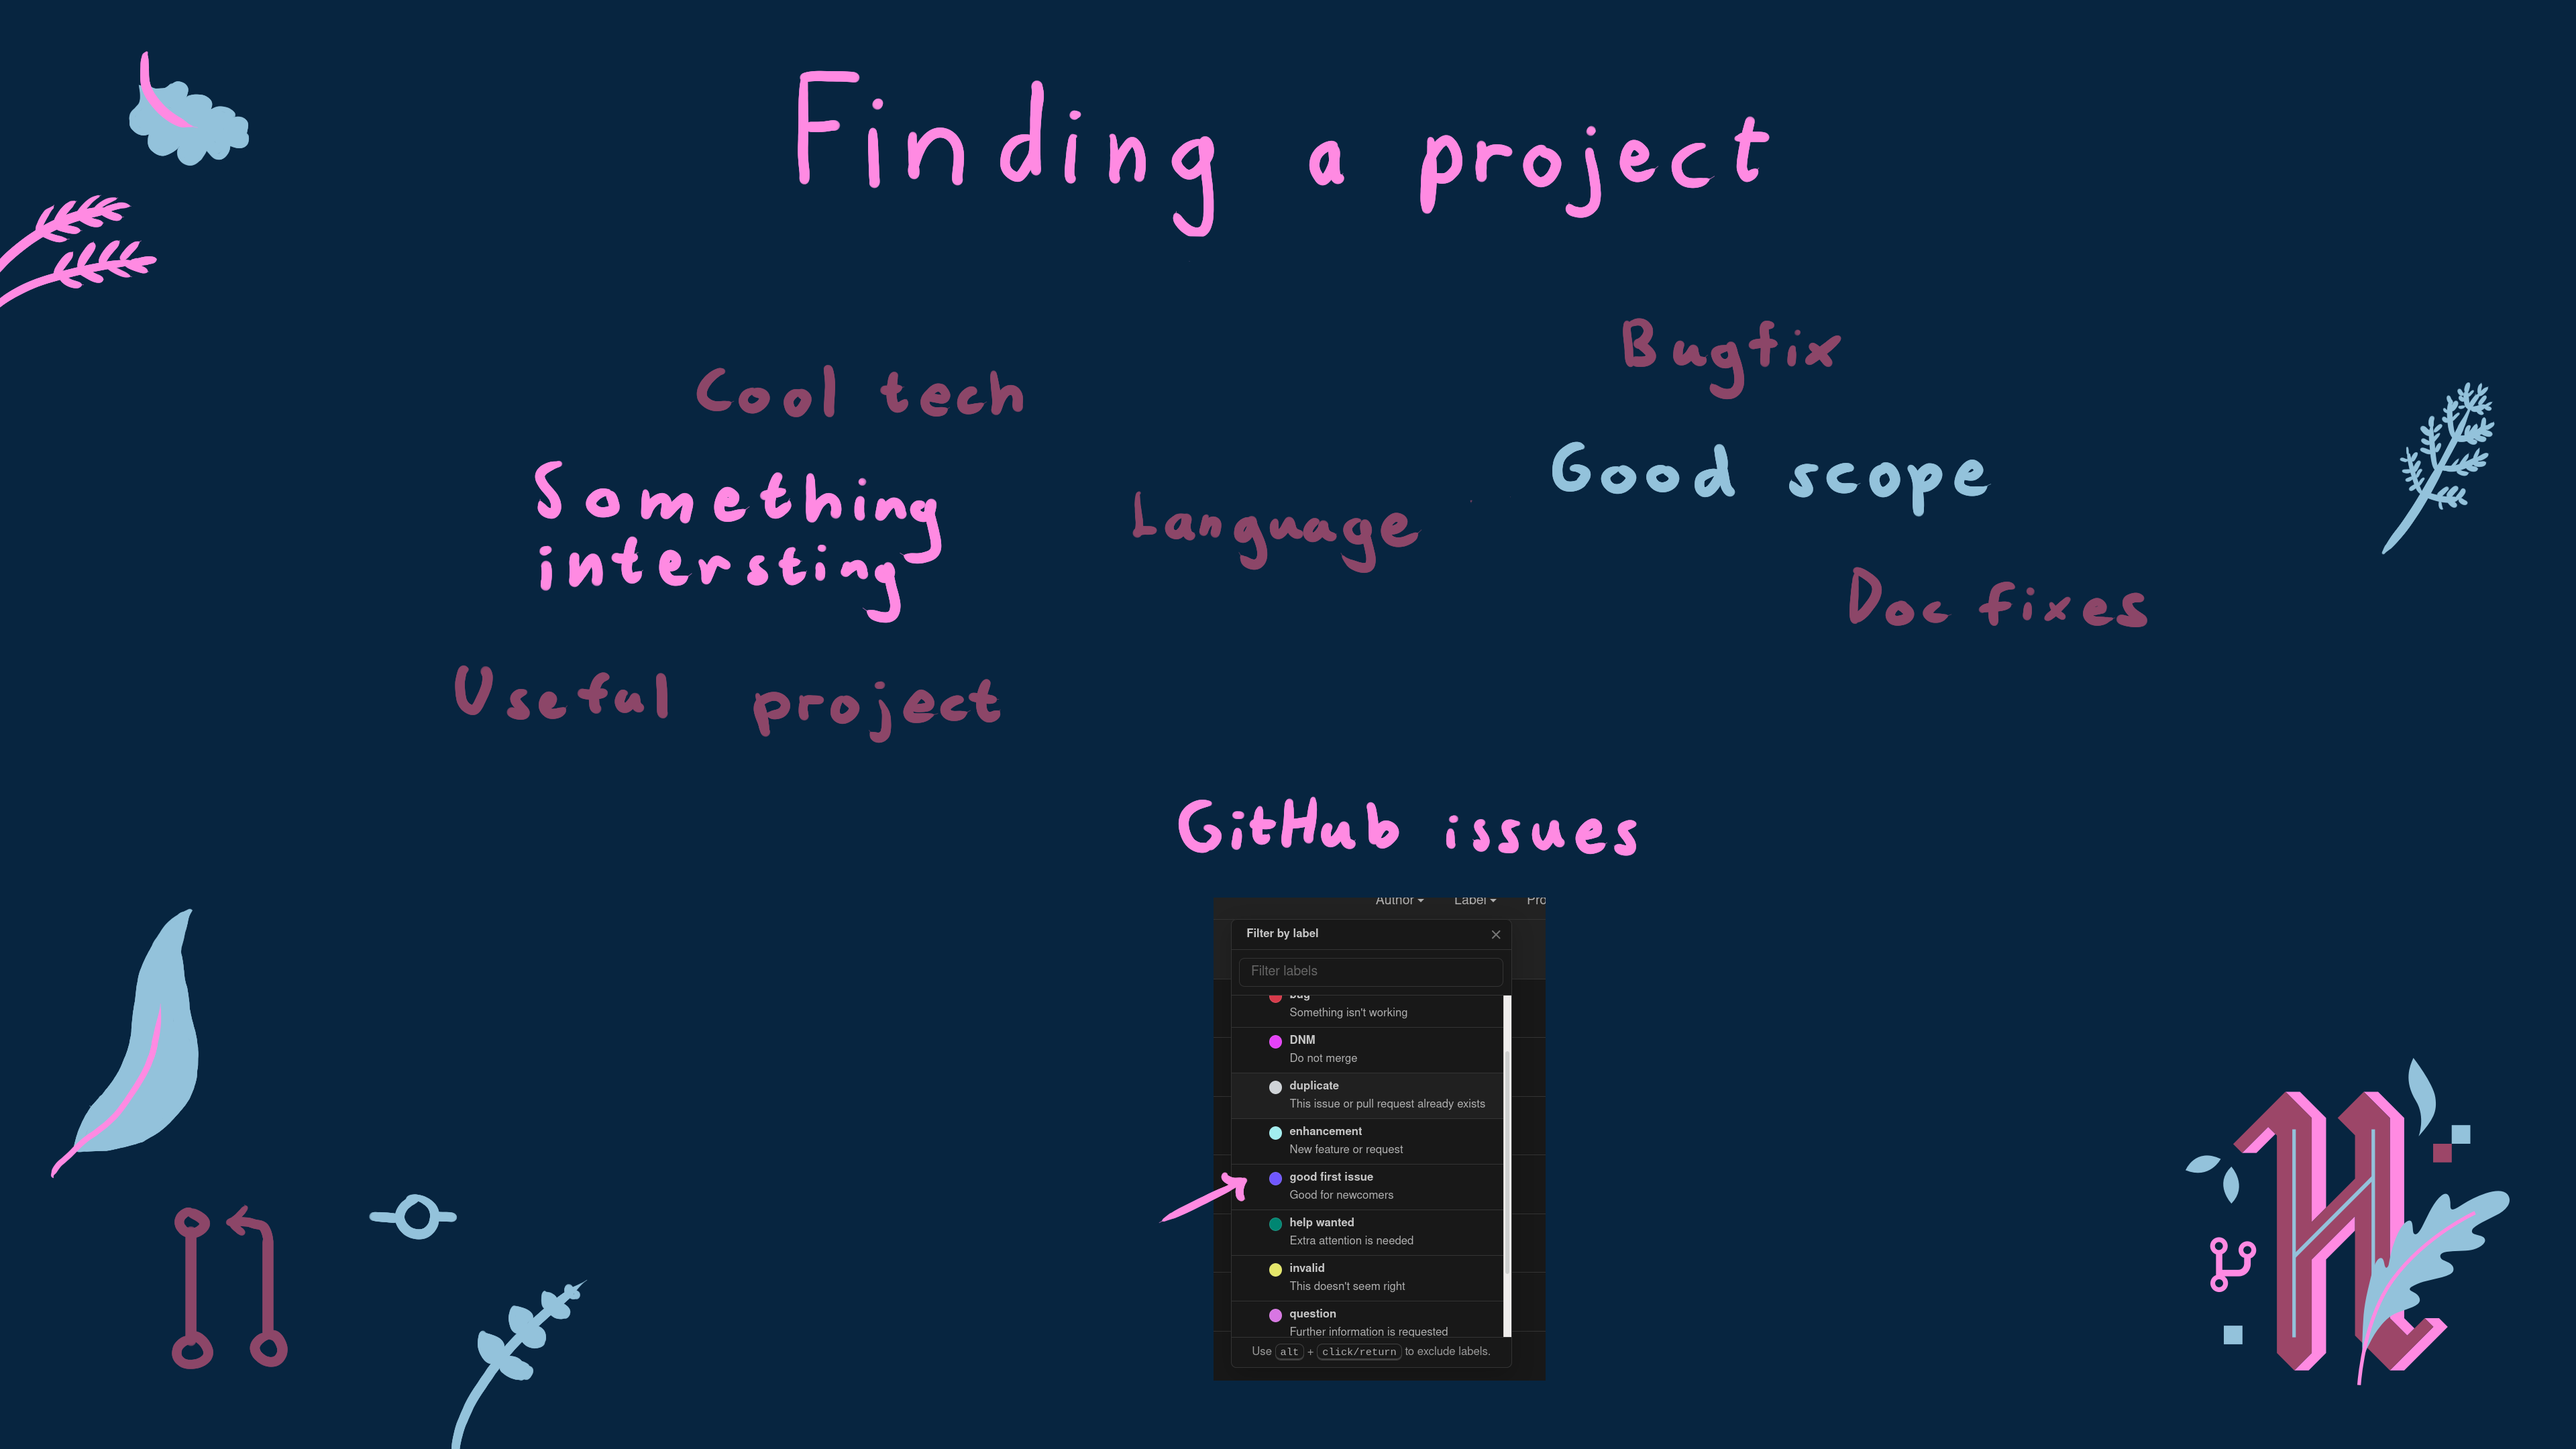 Finding a project
Cool tech
Something
intersting
Useful project
Language
Bugfix
Good scope
Doc fixes
GitHub issues
Author Label Pro
Filter by label
Filter labels
bug
Something isn't working
DNM
Do not merge
duplicate
This issue or pull request already exists
enhancement
New feature or request
good first issue
Good for newcomers
help wanted
Extra attention is needed
invalid
This doesn't seem right
question
Further information is requested
Use alt + click/return to exclude labels.
H